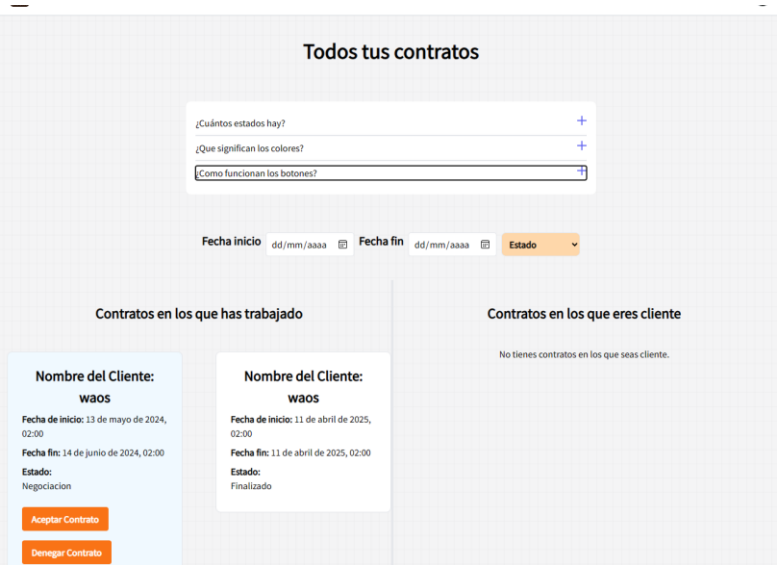 Todos tus contratos
¿Cuántos estados hay?
¿Que significan los colores?
¿Como funcionan los botones?
Fecha inicio dd/mm/aaaa Fecha fin dd/mm/aaaa Estado
Contratos en los que has trabajado
Nombre del Cliente:
waos
Fecha de inicio: 13 de mayo de 2024,
02:00
Fecha fin: 14 de junio de 2024, 02:00
Estado:
Negociacion
Aceptar Contrato
Denegar Contrato
Nombre del Cliente:
waos
Fecha de inicio: 11 de abril de 2025,
02:00
Fecha fin: 11 de abril de 2025, 02:00
Estado:
Finalizado
Contratos en los que eres cliente
No tienes contratos en los que seas cliente.